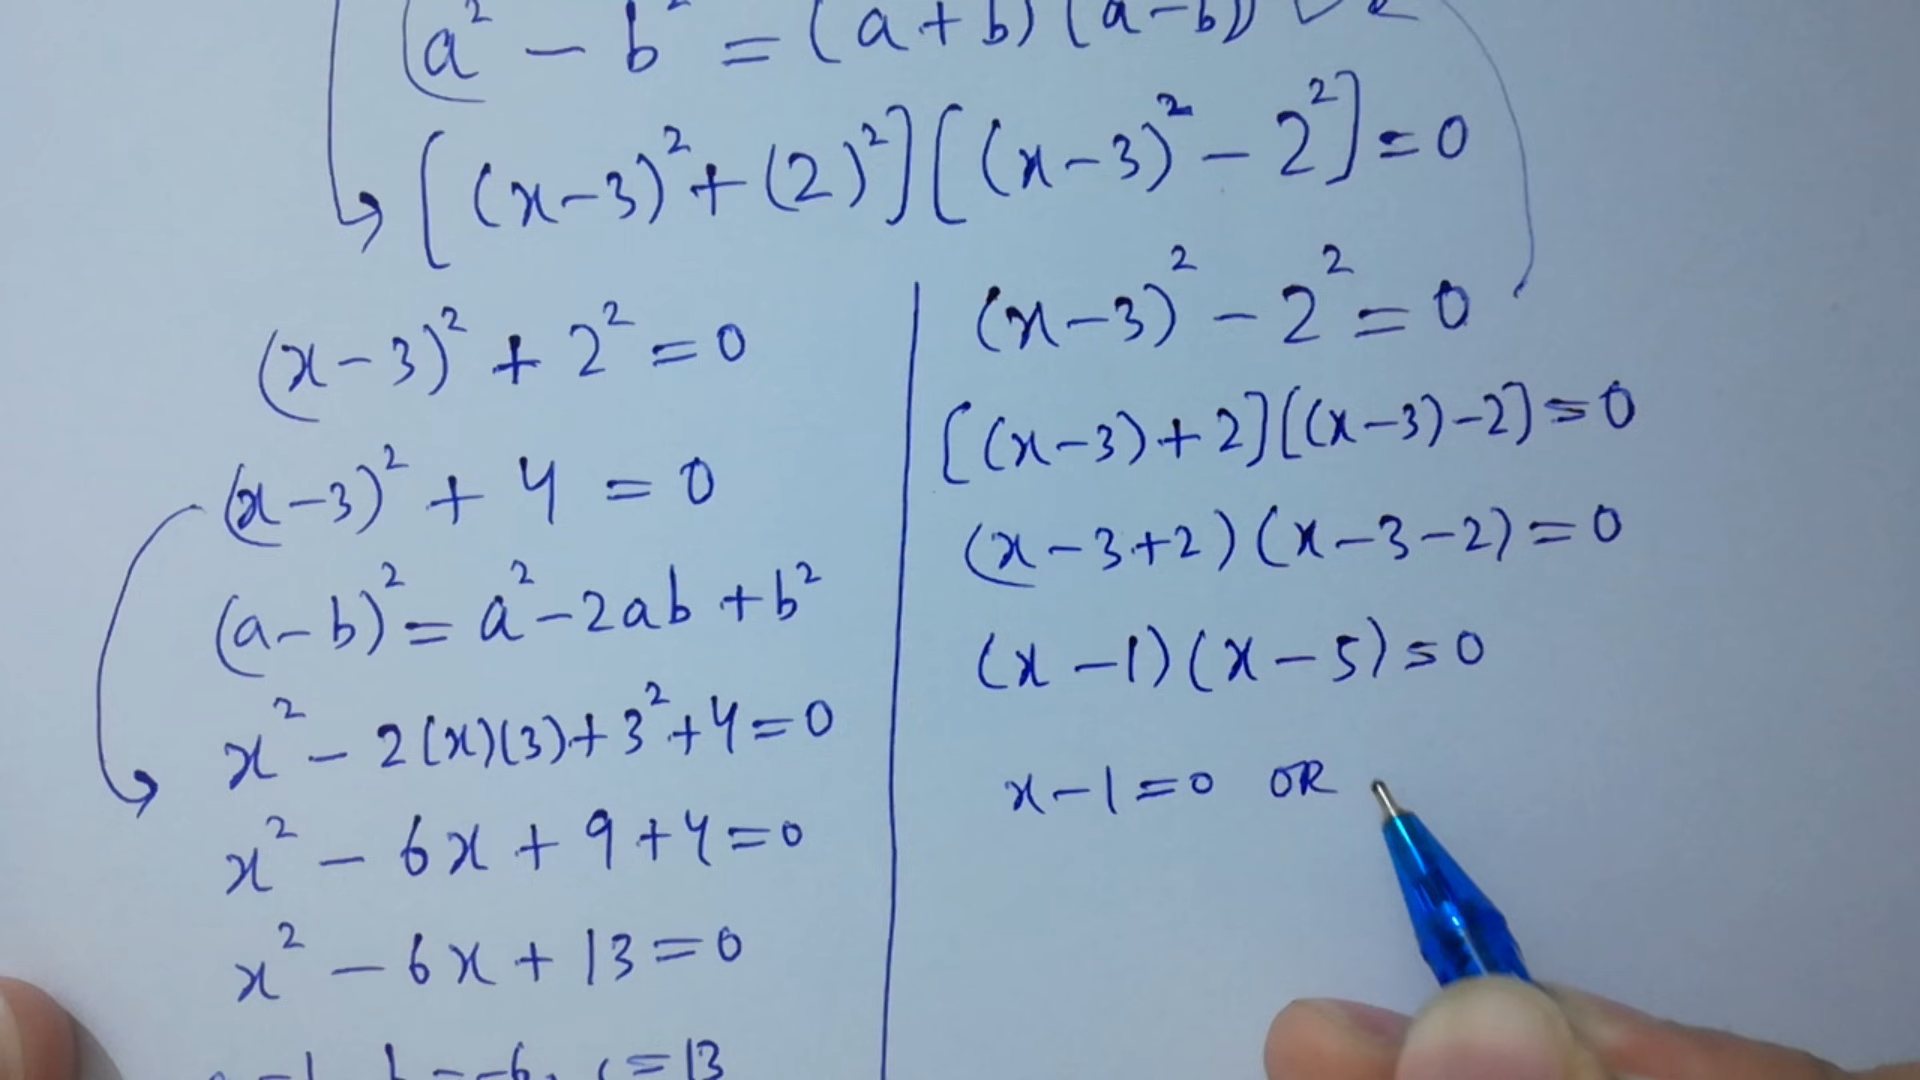 (a² - b² = (a+b)(a-b))
[(x-3)²+(2)²][(x-3)²-2²]=0
(x-3)² + 2² = 0
(x-3)² + 4 = 0
(a-b)² = a²-2ab+b²
x² - 2(x)(3)+3²+4=0
x² - 6x + 9+4=0
x² - 6x + 13=0
=13
(x-3)² - 2² = 0
[(x-3)+2][(x-3)-2]=0
(x-3+2)(x-3-2)=0
(x-1)(x-5)=0
x-1=0 OR